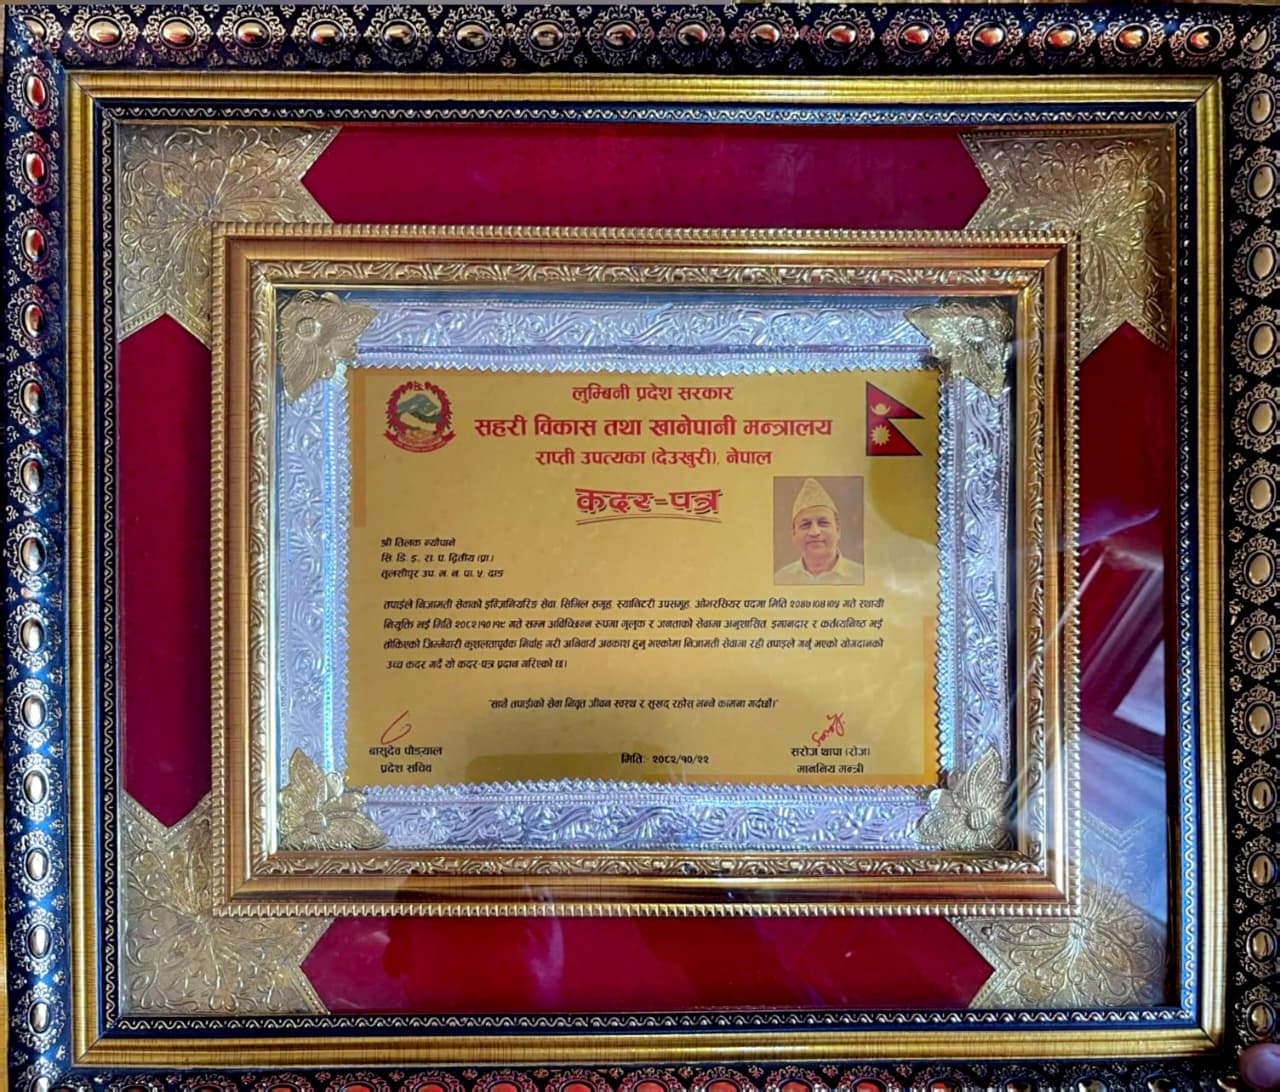 लुम्बिनी प्रदेश सरकार
सहरी विकास तथा खानेपानी मन्त्रालय
राप्ती उपत्यका (देउखुरी), नेपाल
कदर-पत्र
श्री तिलक न्यौपाने
सि. डि. ई., रा. प. द्वितीय (प्रा.)
तुलसीपुर उप. म. न. पा. ५, दाङ
तपाईले निजामती सेवाको इन्जिनियरिङ सेवा, सिभिल समूह, स्यानिटरी उपसमूह, ओभरसियर पदमा मिति २०४७।०४।०५ गते स्थायी
नियुक्ति भई मिति २०८२।१०।१९ गते सम्म अविच्छिन्न रूपमा मुलुक र जनताको सेवामा अनुशासित, इमानदार र कर्तव्यनिष्ठ भई
तोकिएको जिम्मेवारी कुशलतापूर्वक निर्वाह गरी अनिवार्य अवकाश हुनु भएकोमा निजामती सेवामा रही तपाईले गर्नु भएको योगदानको
उच्च कदर गर्दै यो कदर-पत्र प्रदान गरिएको छ।
"साथै तपाईको सेवा निवृत्त जीवन स्वस्थ र सुखद् रहोस् भन्ने कामना गर्दछौं।"
बासुदेव पौड्याल
प्रदेश सचिव
मिति:- २०८२/१०/२२
सरोज थापा (रोज)
माननिय मन्त्री